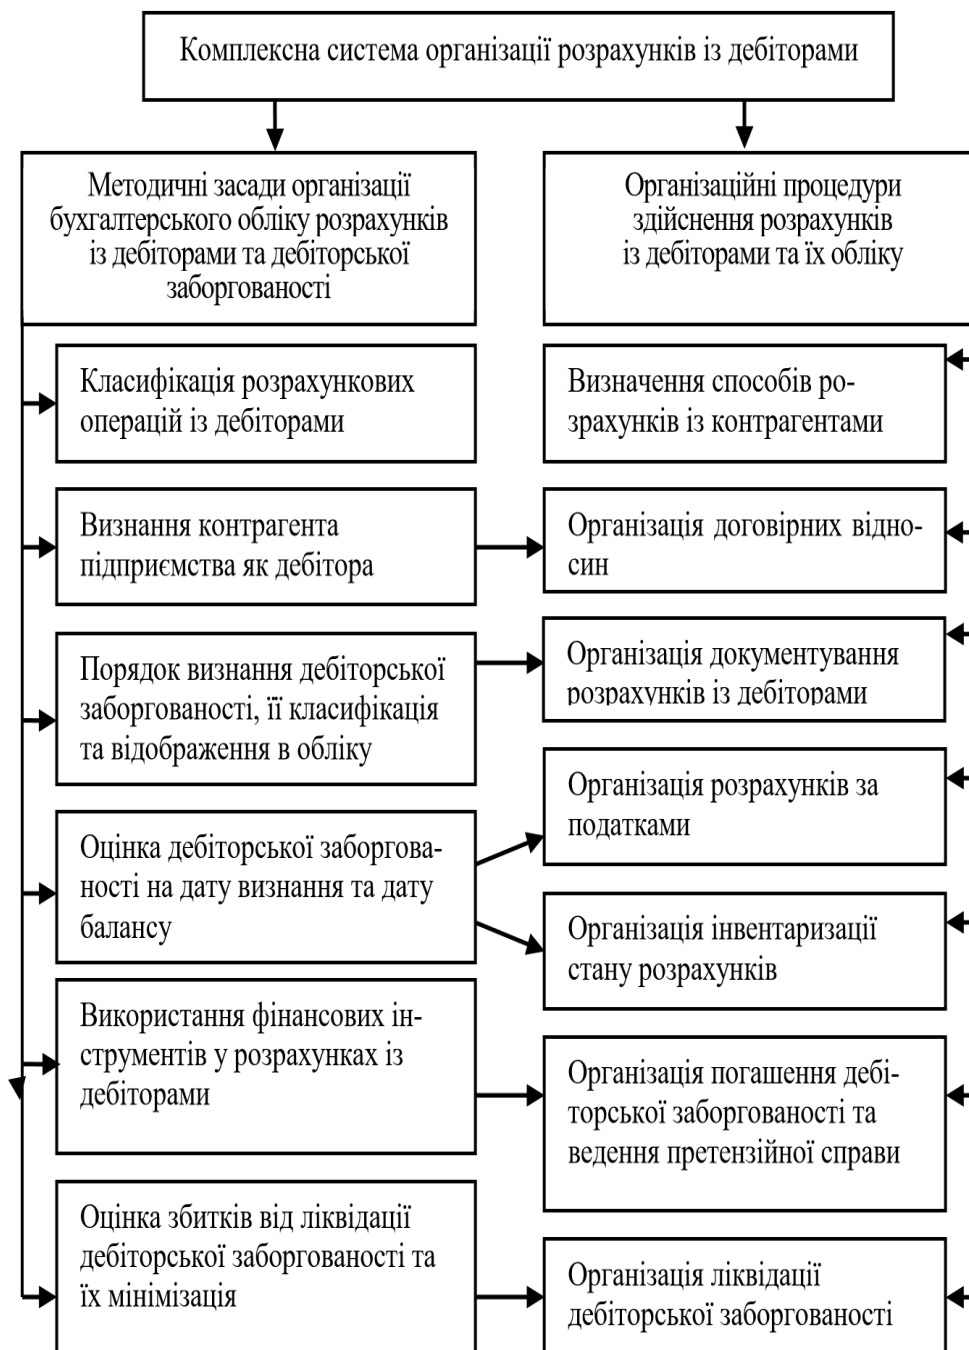 Комплексна система організації розрахунків із дебіторами
Методичні засади організації
бухгалтерського обліку розрахунків
із дебіторами та дебіторської
заборгованості
Організаційні процедури
здійснення розрахунків
із дебіторами та їх обліку
Класифікація розрахункових
операцій із дебіторами
Визначення способів ро-
зрахунків із контрагентами
Визнання контрагента
підприємства як дебітора
Організація договірних відно-
син
Порядок визнання дебіторської
заборгованості, її класифікація
та відображення в обліку
Організація документування
розрахунків із дебіторами
Оцінка дебіторської заборгова-
ності на дату визнання та дату
балансу
Організація розрахунків за
податками
Організація інвентаризації
стану розрахунків
Використання фінансових ін-
струментів у розрахунках із
дебіторами
Організація погашення дебі-
торської заборгованості та
ведення претензійної справи
Оцінка збитків від ліквідації
дебіторської заборгованості та
їх мінімізація
Організація ліквідації
дебіторської заборгованості